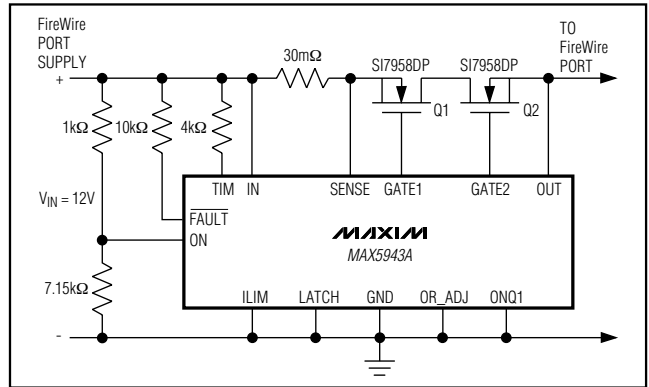 FireWire
PORT
SUPPLY
+
30mΩ
SI7958DP
SI7958DP
TO
FireWire
PORT
Q1
Q2
1kΩ
10kΩ
4kΩ
TIM
IN
SENSE
GATE1
GATE2
OUT
VIN = 12V
FAULT
ON
MAXIM
MAX5943A
7.15kΩ
ILIM
LATCH
GND
OR_ADJ
ONQ1
-